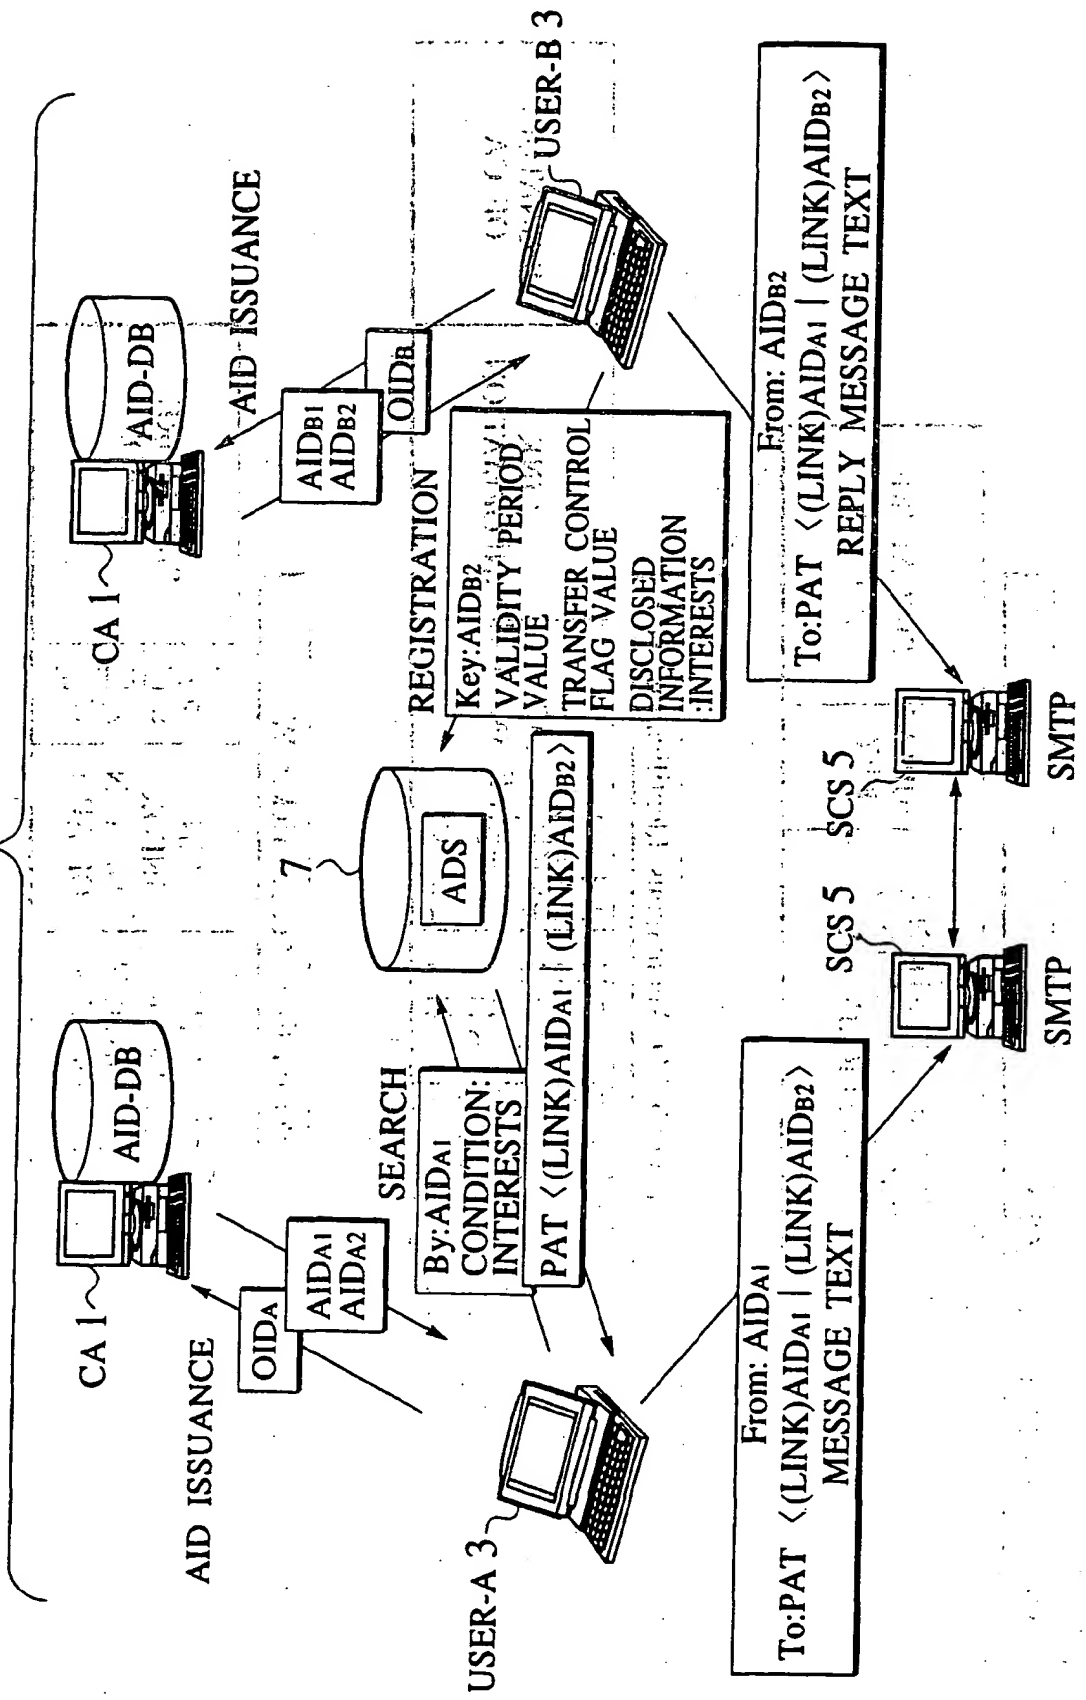 CA 1
AID-DB
AID ISSUANCE
OIDA
AIDA1
AIDA2
USER-A 3
SEARCH
By:AIDA1
CONDITION:
INTERESTS
PAT <(LINK)AIDA1 | (LINK)AIDB2>
7
ADS
CA 1
AID-DB
AID ISSUANCE
AIDB1
AIDB2
OIDB
USER-B 3
REGISTRATION
Key:AIDB2
VALIDITY PERIOD
VALUE
TRANSFER CONTROL
FLAG VALUE
DISCLOSED
INFORMATION
:INTERESTS
From: AIDA1
To:PAT <(LINK)AIDA1 | (LINK)AIDB2>
MESSAGE TEXT
SCS 5
SMTP
SCS 5
SMTP
From: AIDB2
To:PAT <(LINK)AIDA1 | (LINK)AIDB2>
REPLY MESSAGE TEXT